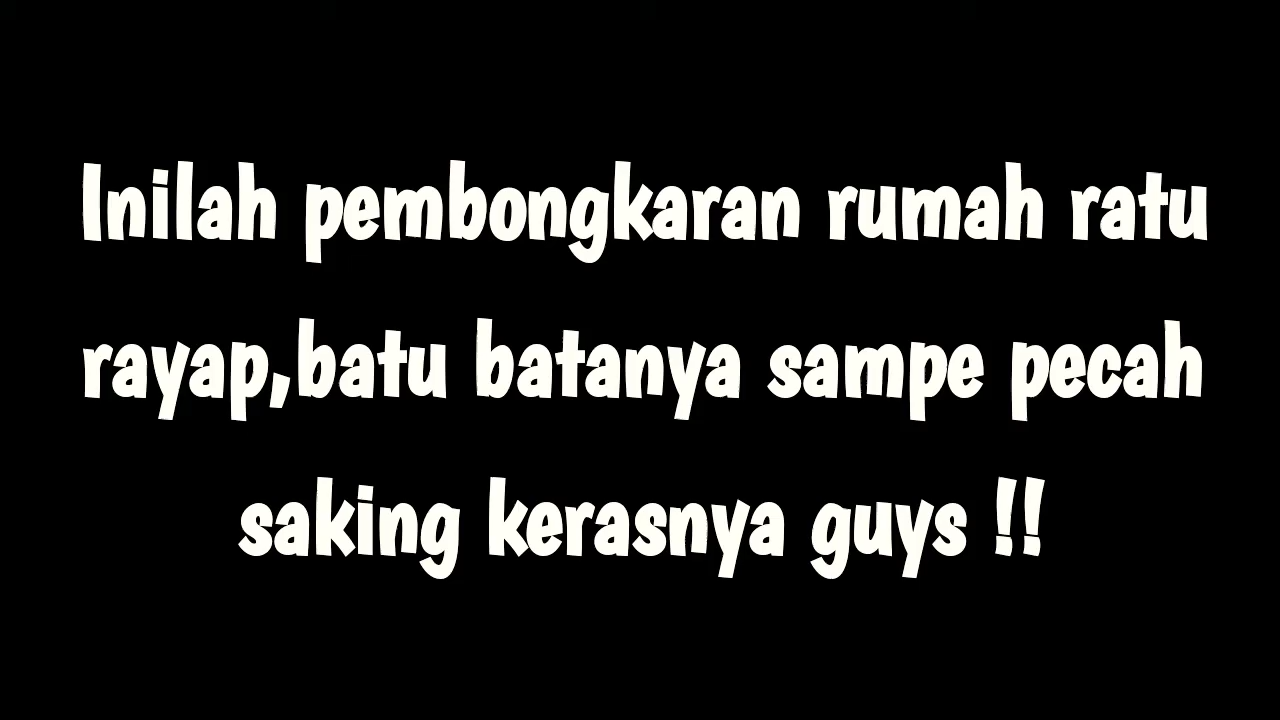 Inilah pembongkaran rumah ratu
rayap,batu batanya sampe pecah
saking kerasnya guys !!